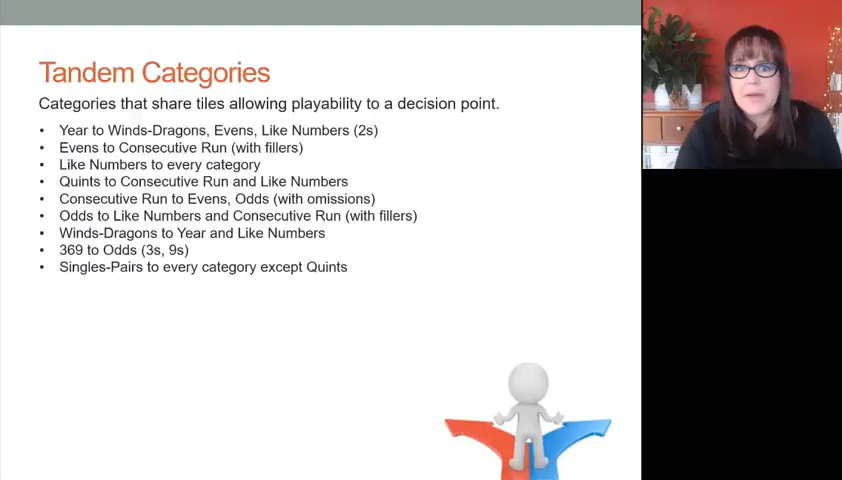 Tandem Categories
Categories that share tiles allowing playability to a decision point.
• Year to Winds-Dragons, Evens, Like Numbers (2s)
• Evens to Consecutive Run (with fillers)
• Like Numbers to every category
• Quints to Consecutive Run and Like Numbers
• Consecutive Run to Evens, Odds (with omissions)
• Odds to Like Numbers and Consecutive Run (with fillers)
• Winds-Dragons to Year and Like Numbers
• 369 to Odds (3s, 9s)
• Singles-Pairs to every category except Quints